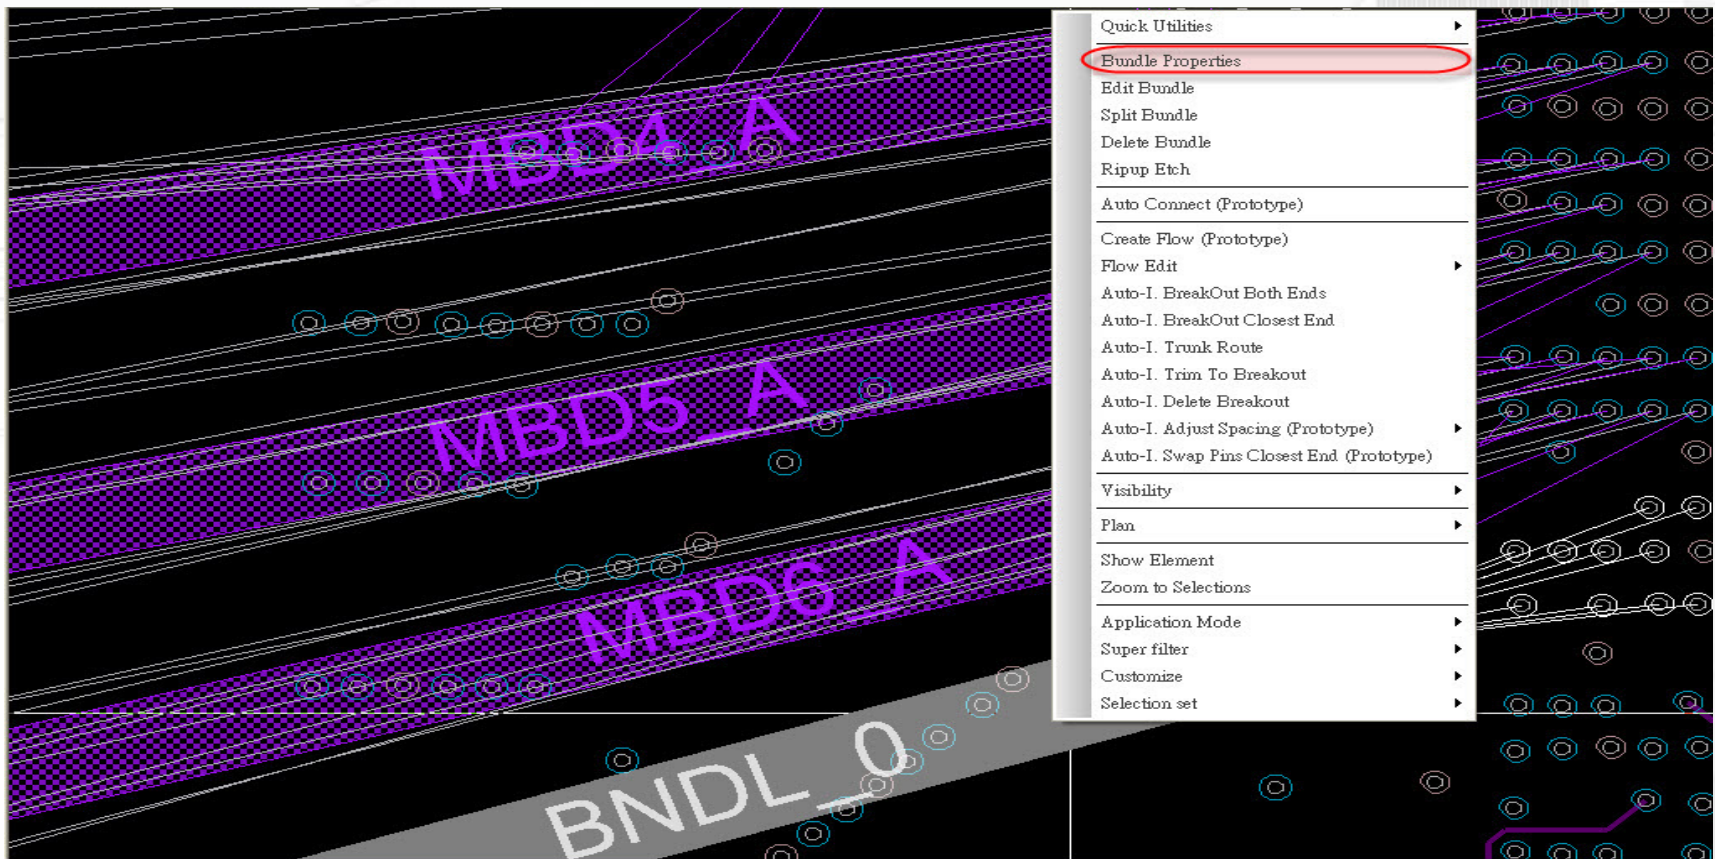 MBD4_A
MBD5_A
MBD6_A
BNDL_0
Quick Utilities
Bundle Properties
Edit Bundle
Split Bundle
Delete Bundle
Ripup Etch
Auto Connect (Prototype)
Create Flow (Prototype)
Flow Edit
Auto-I. BreakOut Both Ends
Auto-I. BreakOut Closest End
Auto-I. Trunk Route
Auto-I. Trim To Breakout
Auto-I. Delete Breakout
Auto-I. Adjust Spacing (Prototype)
Auto-I. Swap Pins Closest End (Prototype)
Visibility
Plan
Show Element
Zoom to Selections
Application Mode
Super filter
Customize
Selection set